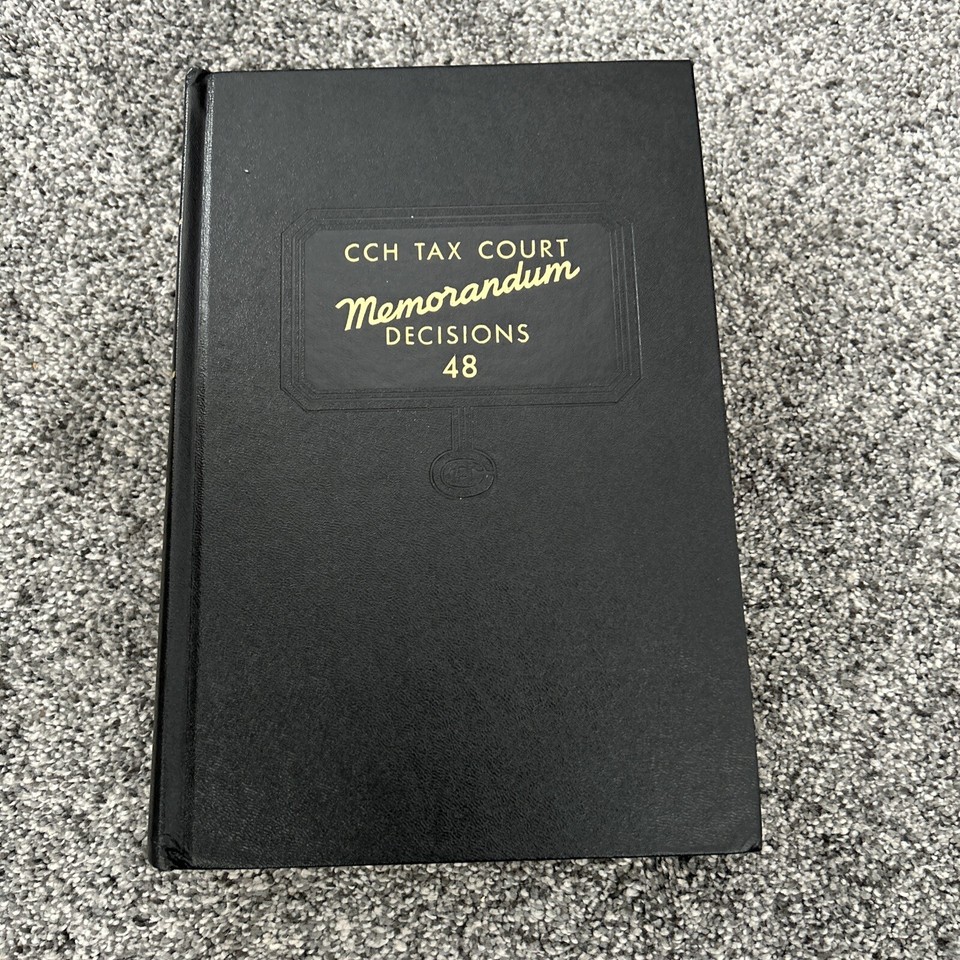 CCH TAX COURT
Memorandum
DECISIONS
48